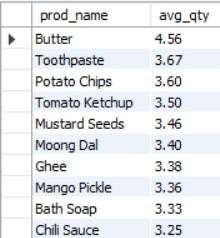 prod_name avg_qty
Butter 4.56
Toothpaste 3.67
Potato Chips 3.60
Tomato Ketchup 3.50
Mustard Seeds 3.46
Moong Dal 3.40
Ghee 3.38
Mango Pickle 3.36
Bath Soap 3.33
Chili Sauce 3.25